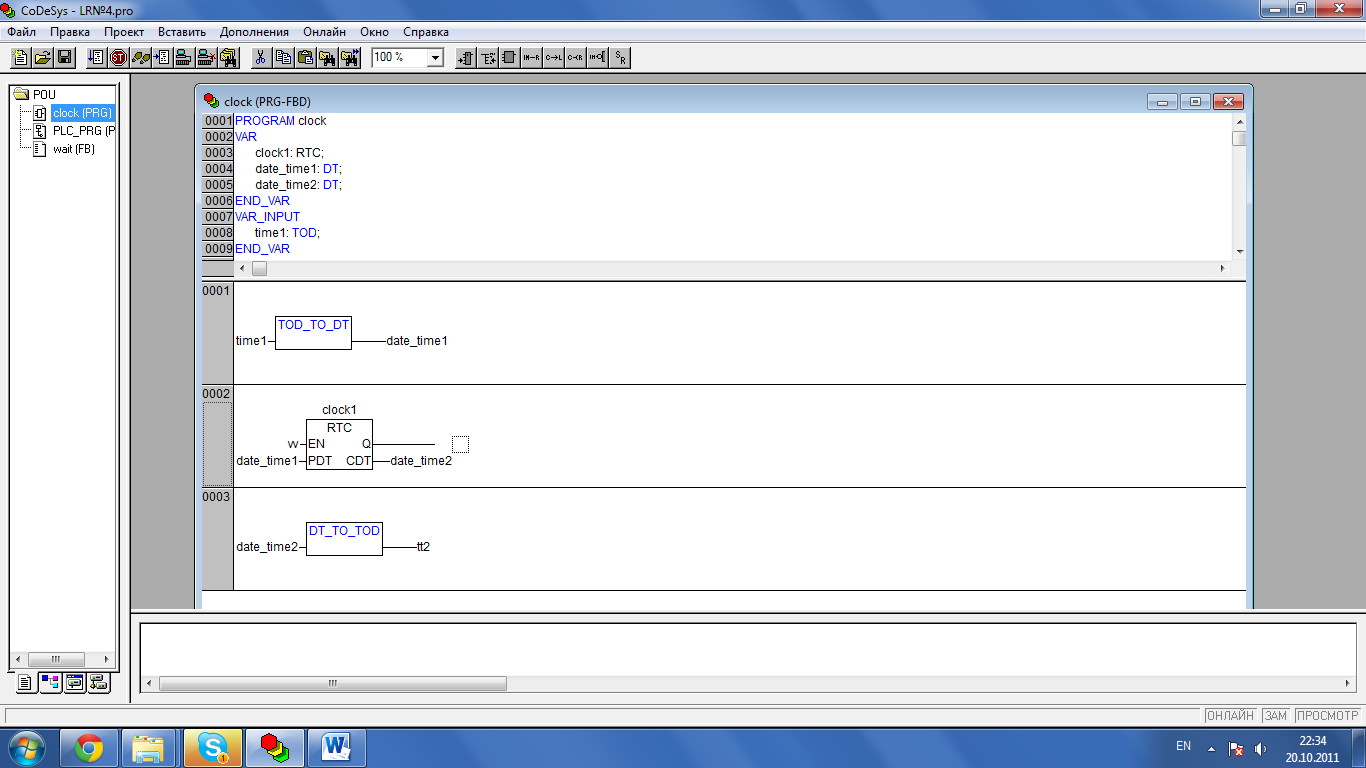 CoDeSys - LR№4.pro
Файл Правка Проект Вставить Дополнения Онлайн Окно Справка
100 %
POU
clock (PRG)
PLC_PRG (P
wait (FB)
clock (PRG-FBD)
0001 PROGRAM clock
0002 VAR
0003 clock1: RTC;
0004 date_time1: DT;
0005 date_time2: DT;
0006 END_VAR
0007 VAR_INPUT
0008 time1: TOD;
0009 END_VAR
0001
TOD_TO_DT
time1 date_time1
0002
clock1
RTC
w EN Q
date_time1 PDT CDT date_time2
0003
DT_TO_TOD
date_time2 tt2
ОНЛАЙН ЗАМ ПРОСМОТР
EN
22:34
20.10.2011